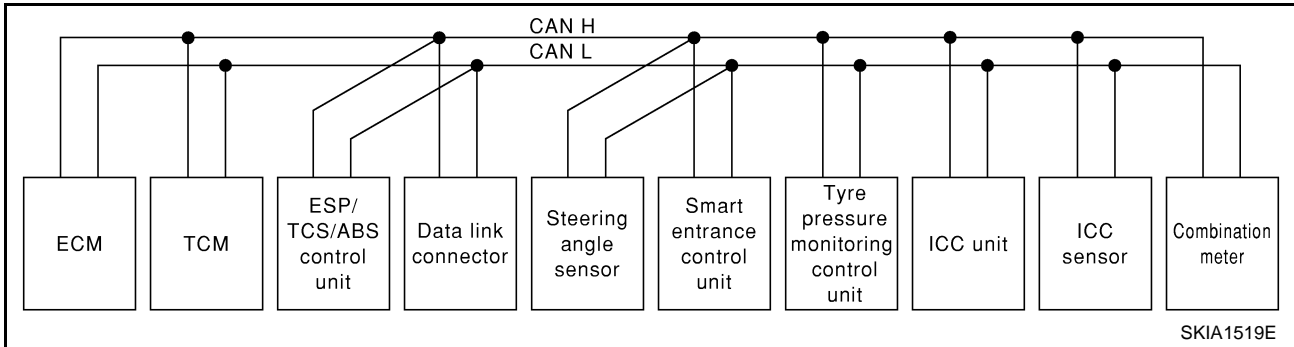 CAN H
CAN L
ECM
TCM
ESP/
TCS/ABS
control
unit
Data link
connector
Steering
angle
sensor
Smart
entrance
control
unit
Tyre
pressure
monitoring
control
unit
ICC unit
ICC
sensor
Combination
meter
SKIA1519E